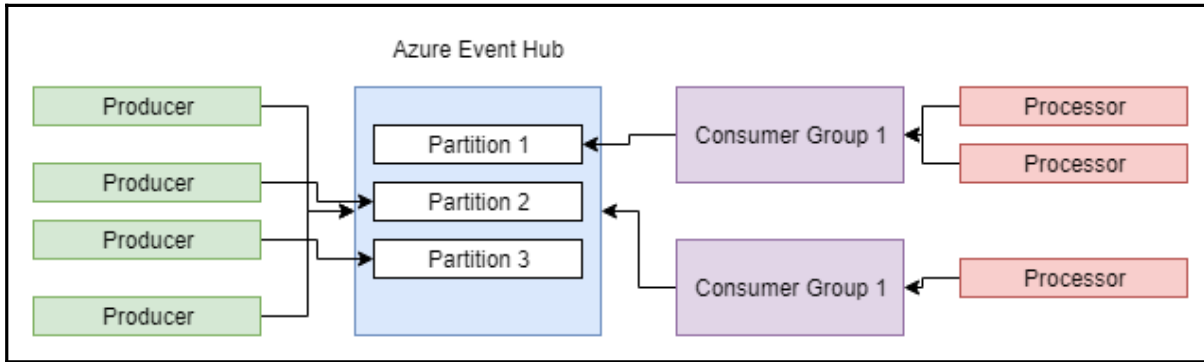 Azure Event Hub
Producer
Producer
Producer
Producer
Partition 1
Partition 2
Partition 3
Consumer Group 1
Consumer Group 1
Processor
Processor
Processor